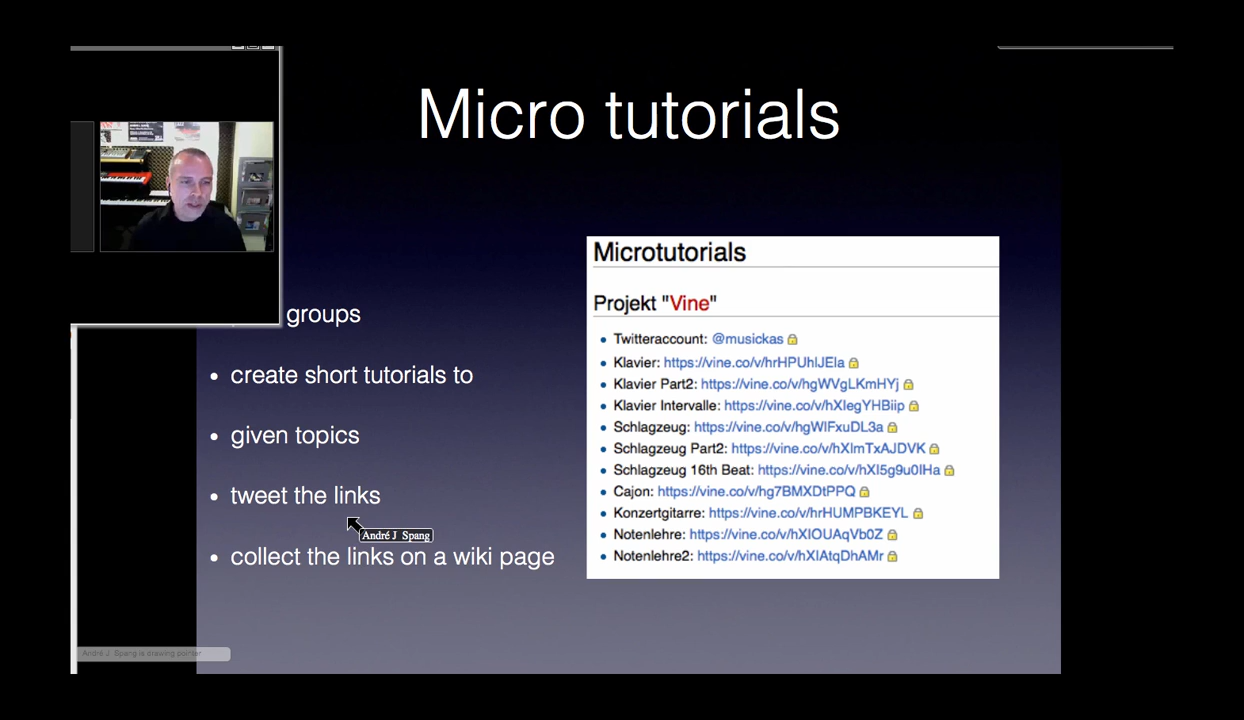 Micro tutorials
groups
create short tutorials to
given topics
tweet the links
André J Spang
collect the links on a wiki page
Microtutorials
Projekt "Vine"
Twitteraccount: @musickas
Klavier: https://vine.co/v/hrHPUhlJEla
Klavier Part2: https://vine.co/v/hgWVgLKmHYj
Klavier Intervalle: https://vine.co/v/hXIegYHBiip
Schlagzeug: https://vine.co/v/hgWIFxuDL3a
Schlagzeug Part2: https://vine.co/v/hXImTxAJDVK
Schlagzeug 16th Beat: https://vine.co/v/hXI5g9u0IHa
Cajon: https://vine.co/v/hg7BMXDtPPQ
Konzertgitarre: https://vine.co/v/hrHUMPBKEYL
Notenlehre: https://vine.co/v/hXIOUAqVb0Z
Notenlehre2: https://vine.co/v/hXIAtqDhAMr
André J Spang is drawing pointer